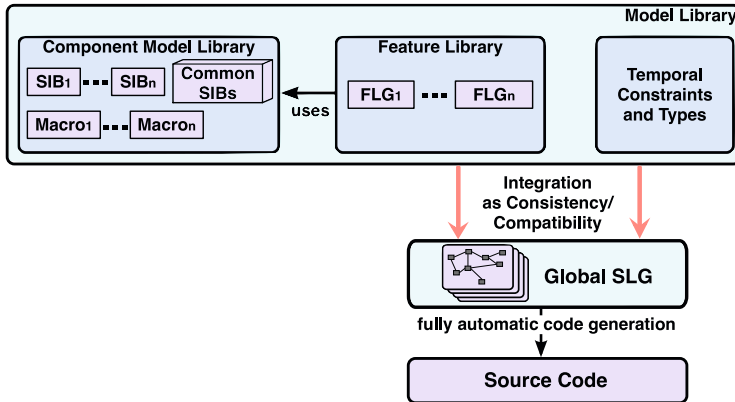 Model Library
Component Model Library
SIB1 SIBn
Common
SIBs
Macro1 Macron
uses
Feature Library
FLG1 FLGn
Temporal
Constraints
and Types
Integration
as Consistency/
Compatibility
Global SLG
fully automatic code generation
Source Code